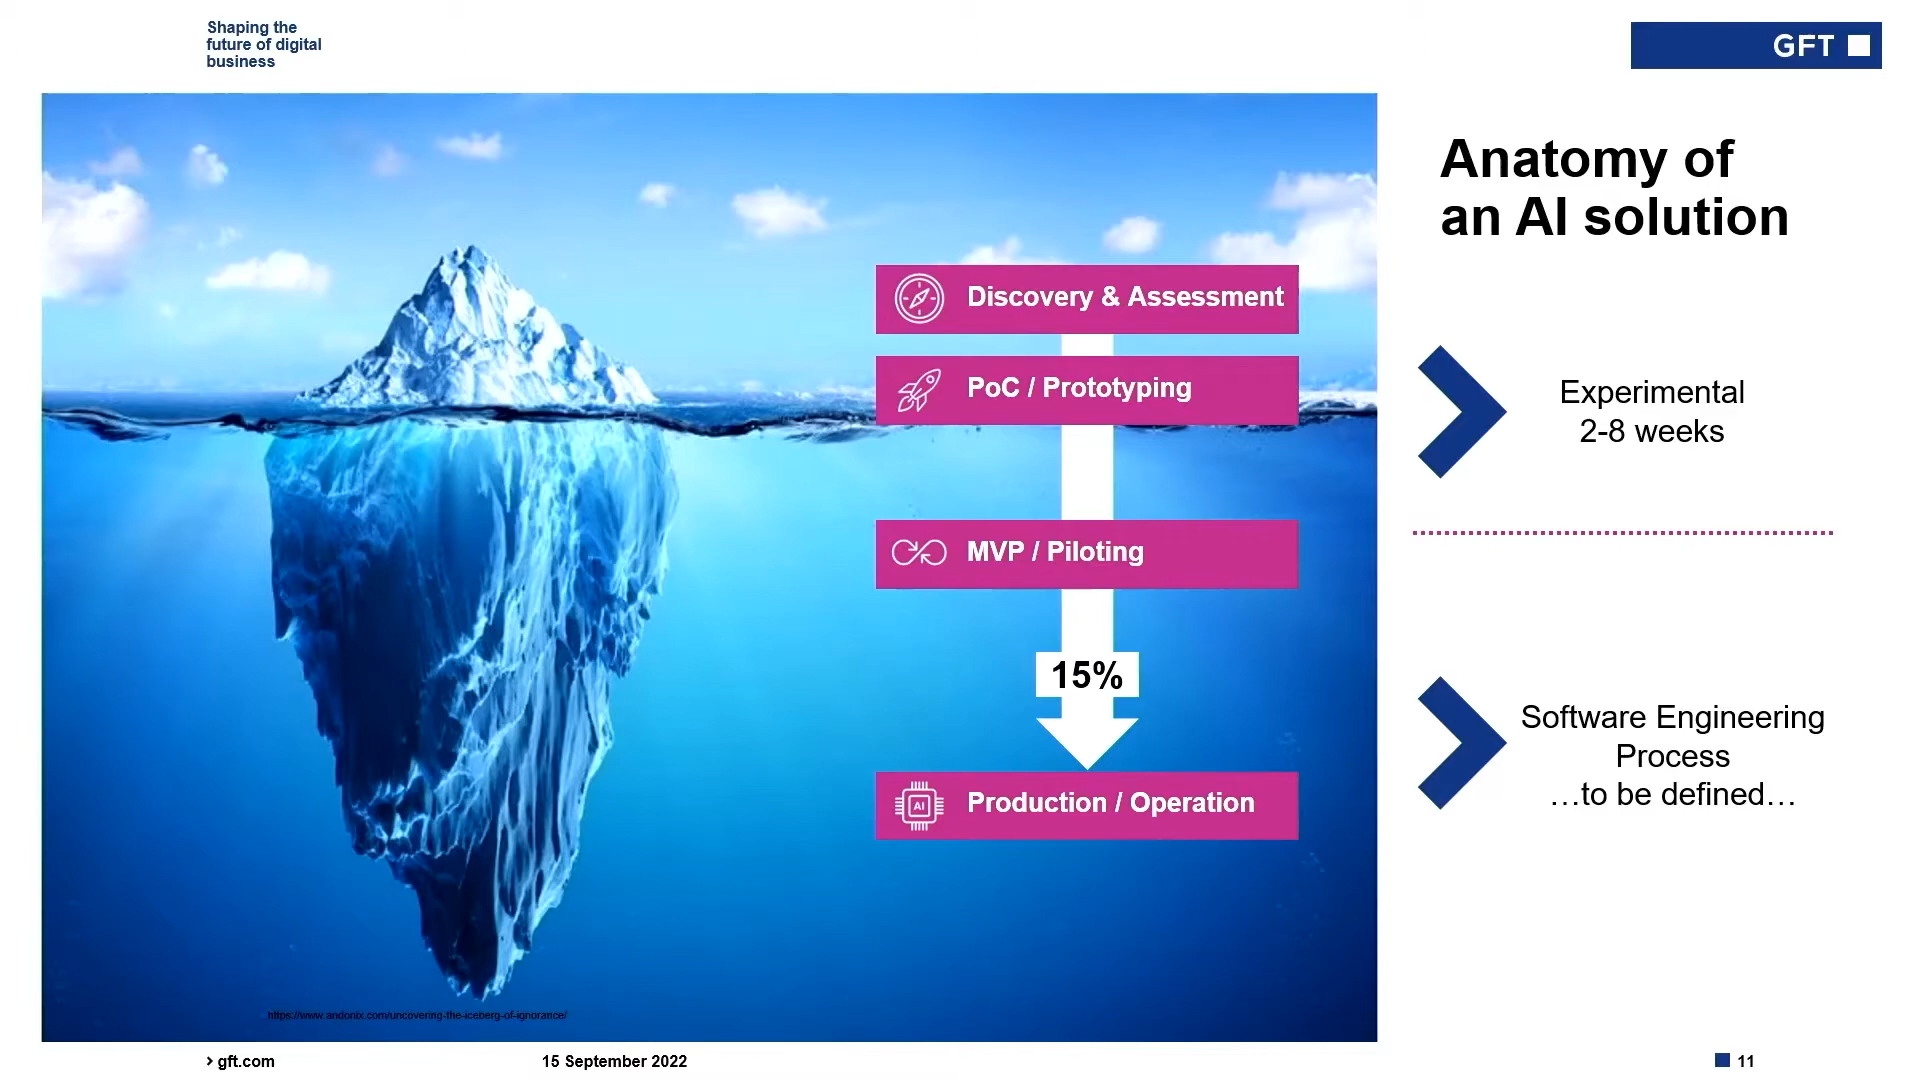 Shaping the
future of digital
business
GFT
Anatomy of
an AI solution
Discovery & Assessment
PoC / Prototyping
MVP / Piloting
15%
AI
Production / Operation
Experimental
2-8 weeks
Software Engineering
Process
…to be defined…
https://www.andonix.com/uncovering-the-iceberg-of-ignorance/
gft.com
15 September 2022
11